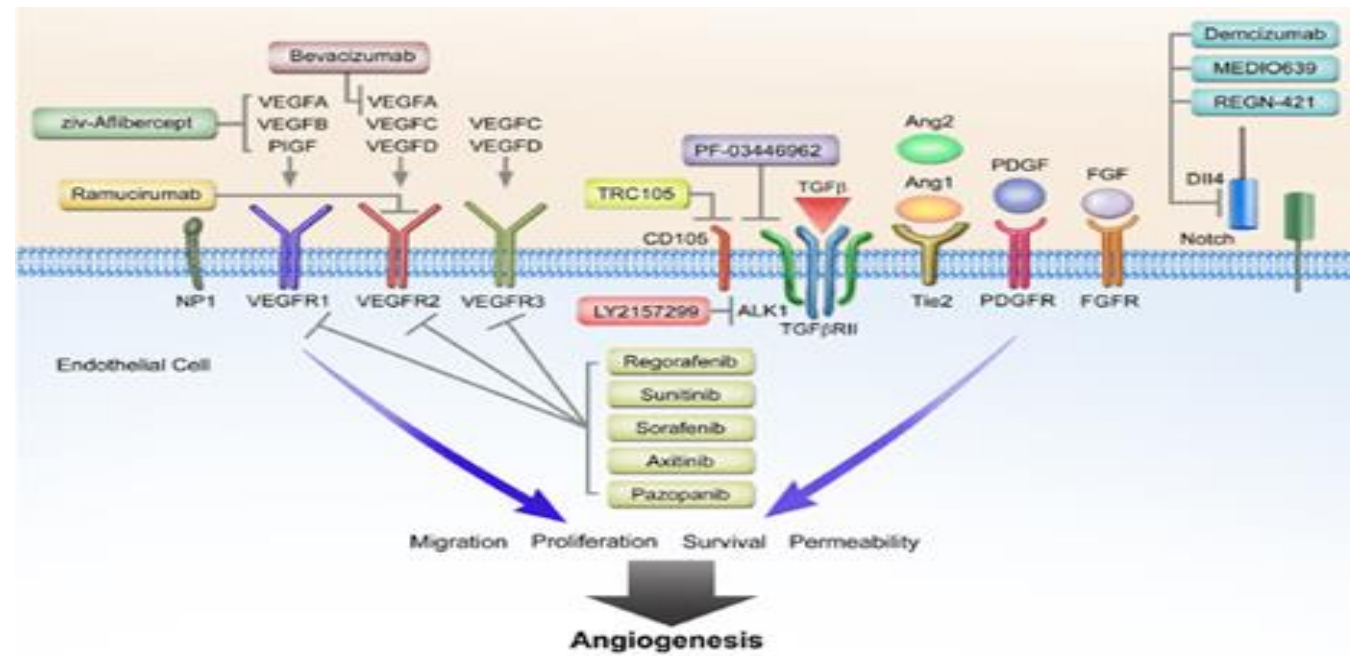 Bevacizumab
ziv-Aflibercept
VEGFA
VEGFB
PlGF
VEGFA
VEGFC
VEGFD
VEGFC
VEGFD
Ramucirumab
NP1
VEGFR1
VEGFR2
VEGFR3
PF-03446962
TRC105
TGFβ
CD105
LY2157299
ALK1
TGFβRII
Ang2
Ang1
Tie2
PDGF
PDGFR
FGF
FGFR
Demcizumab
MEDIO639
REGN-421
Dll4
Notch
Endothelial Cell
Regorafenib
Sunitinib
Sorafenib
Axitinib
Pazopanib
Migration Proliferation Survival Permeability
Angiogenesis